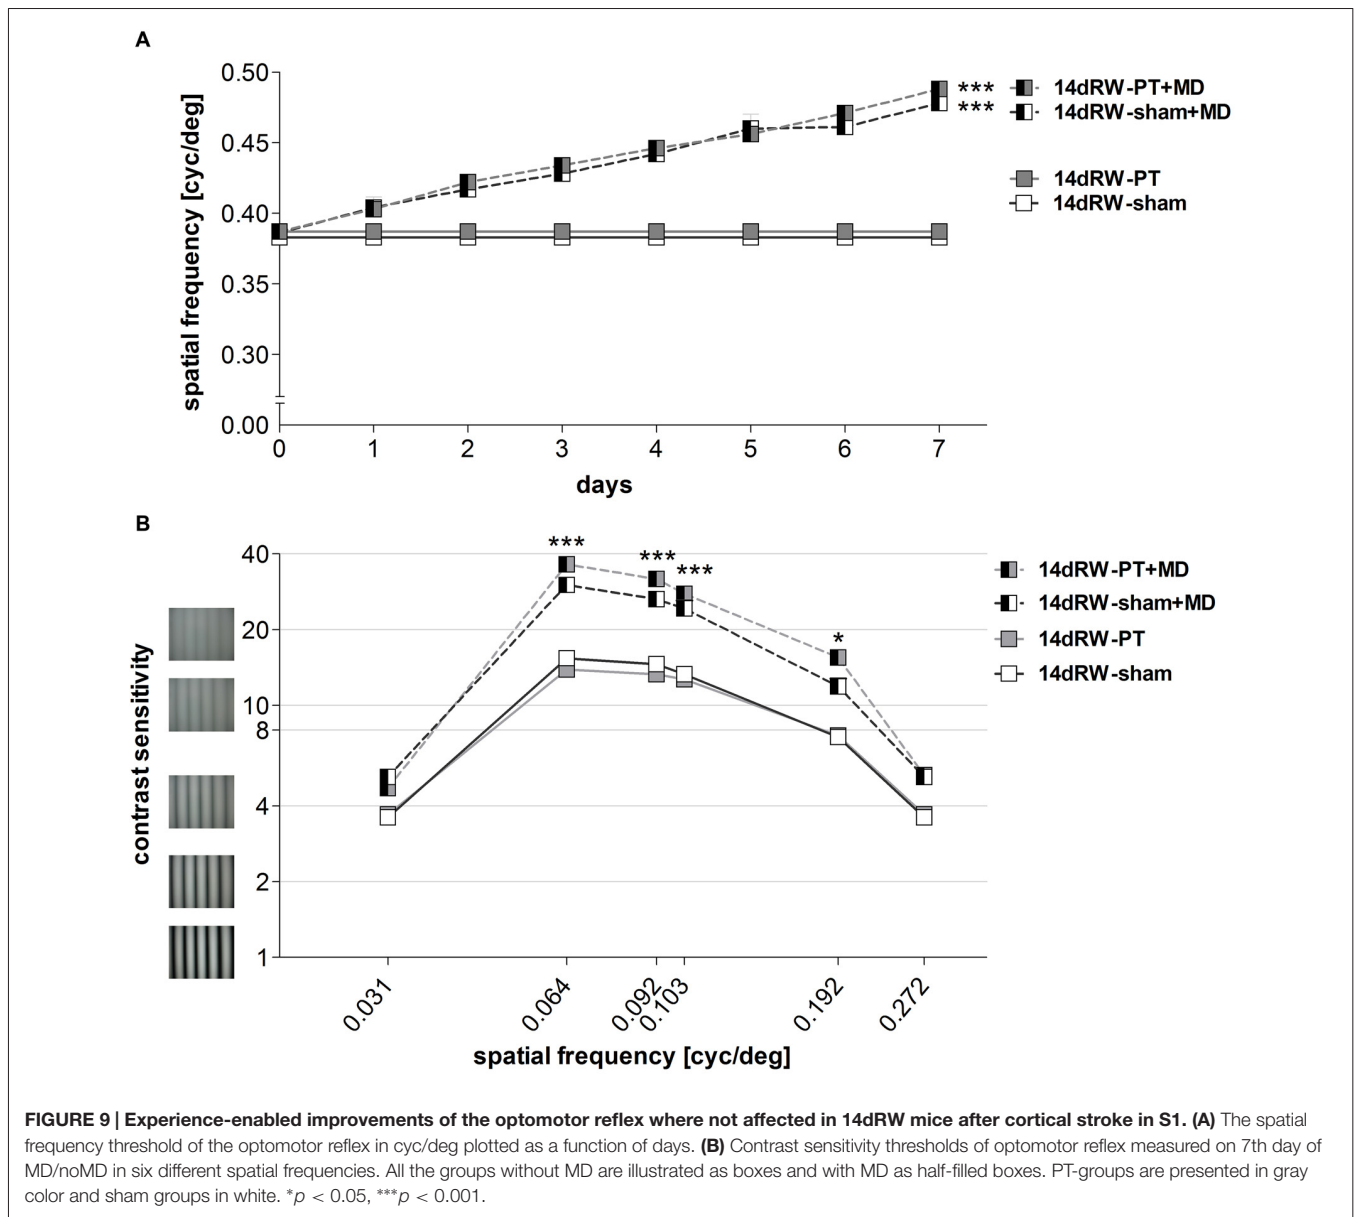 A
0.50
0.45
0.40
0.35
0.30
0.00
spatial frequency [cyc/deg]
*** 14dRW-PT+MD
*** 14dRW-sham+MD
14dRW-PT
14dRW-sham
0 1 2 3 4 5 6 7
days
B
40
20
10
8
4
2
1
contrast sensitivity
*** *** *** *
14dRW-PT+MD
14dRW-sham+MD
14dRW-PT
14dRW-sham
0.031 0.064 0.092 0.103 0.192 0.272
spatial frequency [cyc/deg]
FIGURE 9 | Experience-enabled improvements of the optomotor reflex where not affected in 14dRW mice after cortical stroke in S1. (A) The spatial
frequency threshold of the optomotor reflex in cyc/deg plotted as a function of days. (B) Contrast sensitivity thresholds of optomotor reflex measured on 7th day of
MD/noMD in six different spatial frequencies. All the groups without MD are illustrated as boxes and with MD as half-filled boxes. PT-groups are presented in gray
color and sham groups in white. *p < 0.05, ***p < 0.001.